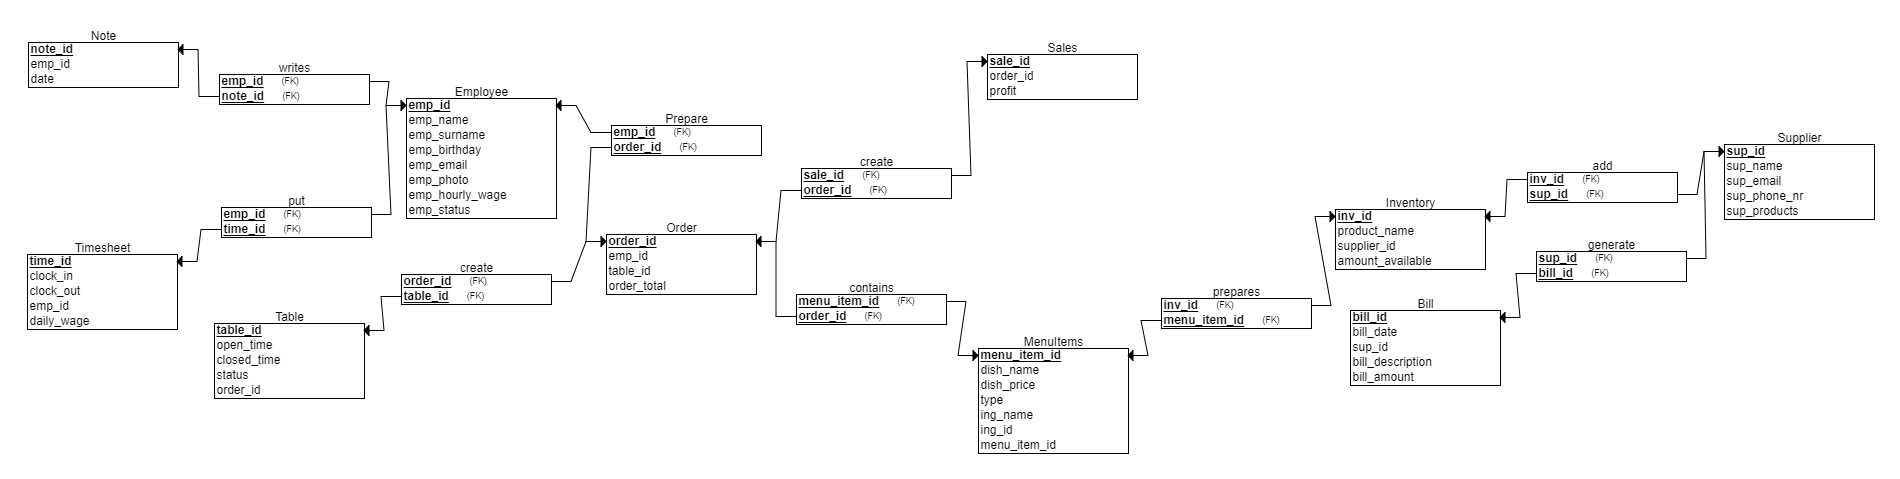 Note
note_id
emp_id
date
writes
emp_id (FK)
note_id (FK)
Employee
emp_id
emp_name
emp_surname
emp_birthday
emp_email
emp_photo
emp_hourly_wage
emp_status
put
emp_id (FK)
time_id (FK)
Timesheet
time_id
clock_in
clock_out
emp_id
daily_wage
Table
table_id
open_time
closed_time
status
order_id
create
order_id (FK)
table_id (FK)
Prepare
emp_id (FK)
order_id (FK)
Order
order_id
emp_id
table_id
order_total
Sales
sale_id
order_id
profit
create
sale_id (FK)
order_id (FK)
contains
menu_item_id (FK)
order_id (FK)
MenuItems
menu_item_id
dish_name
dish_price
type
ing_name
ing_id
menu_item_id
prepares
inv_id (FK)
menu_item_id (FK)
Inventory
inv_id
product_name
supplier_id
amount_available
add
inv_id (FK)
sup_id (FK)
Supplier
sup_id
sup_name
sup_email
sup_phone_nr
sup_products
generate
sup_id (FK)
bill_id (FK)
Bill
bill_id
bill_date
sup_id
bill_description
bill_amount